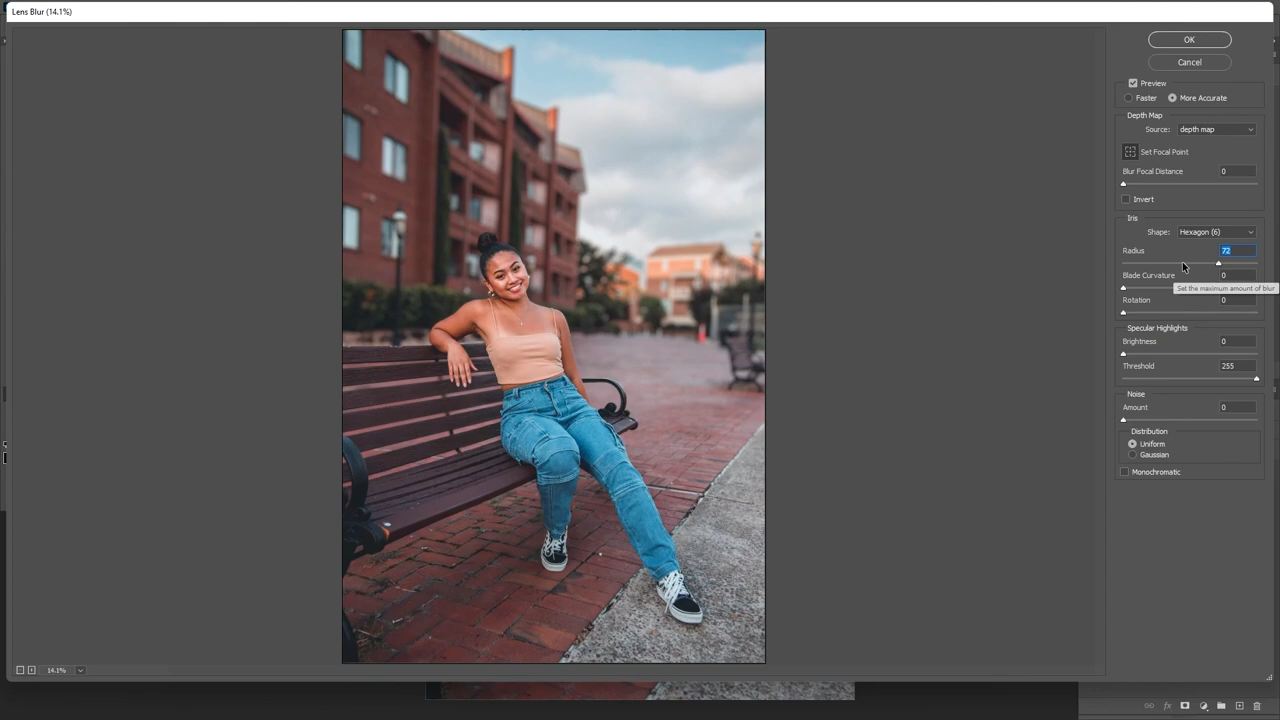 Lens Blur (14.1%)
OK
Cancel
Preview
Faster
More Accurate
Depth Map
Source: depth map
Set Focal Point
Blur Focal Distance 0
Invert
Iris
Shape: Hexagon (6)
Radius 72
Blade Curvature 0
Set the maximum amount of blur
Rotation 0
Specular Highlights
Brightness 0
Threshold 255
Noise
Amount 0
Distribution
Uniform
Gaussian
Monochromatic
14.1%
fx